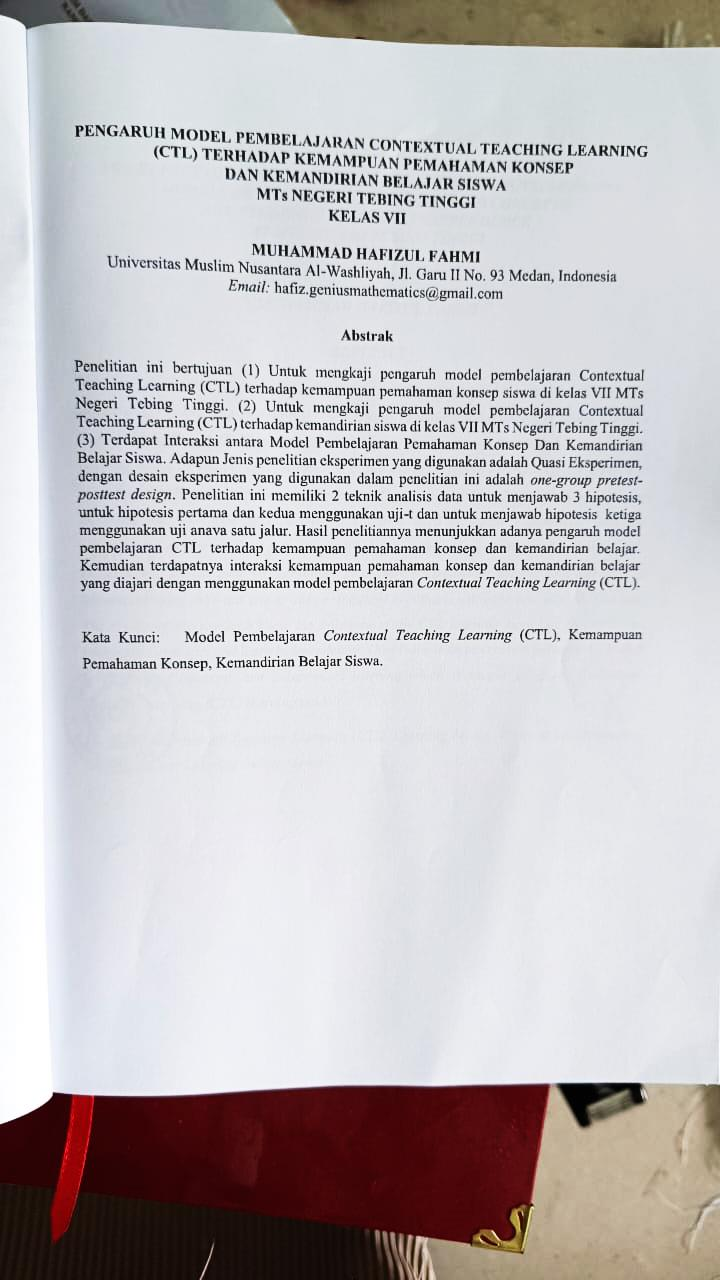 PENGARUH MODEL PEMBELAJARAN CONTEXTUAL TEACHING LEARNING
(CTL) TERHADAP KEMAMPUAN PEMAHAMAN KONSEP
DAN KEMANDIRIAN BELAJAR SISWA
MTs NEGERI TEBING TINGGI
KELAS VII
MUHAMMAD HAFIZUL FAHMI
Universitas Muslim Nusantara Al-Washliyah, Jl. Garu II No. 93 Medan, Indonesia
Email: hafiz.geniusmathematics@gmail.com
Abstrak
Penelitian ini bertujuan (1) Untuk mengkaji pengaruh model pembelajaran Contextual
Teaching Learning (CTL) terhadap kemampuan pemahaman konsep siswa di kelas VII MTs
Negeri Tebing Tinggi. (2) Untuk mengkaji pengaruh model pembelajaran Contextual
Teaching Learning (CTL) terhadap kemandirian siswa di kelas VII MTs Negeri Tebing Tinggi.
(3) Terdapat Interaksi antara Model Pembelajaran Pemahaman Konsep Dan Kemandirian
Belajar Siswa. Adapun Jenis penelitian eksperimen yang digunakan adalah Quasi Eksperimen,
dengan desain eksperimen yang digunakan dalam penelitian ini adalah one-group pretest-
posttest design. Penelitian ini memiliki 2 teknik analisis data untuk menjawab 3 hipotesis,
untuk hipotesis pertama dan kedua menggunakan uji-t dan untuk menjawab hipotesis ketiga
menggunakan uji anava satu jalur. Hasil penelitiannya menunjukkan adanya pengaruh model
pembelajaran CTL terhadap kemampuan pemahaman konsep dan kemandirian belajar.
Kemudian terdapatnya interaksi kemampuan pemahaman konsep dan kemandirian belajar
yang diajari dengan menggunakan model pembelajaran Contextual Teaching Learning (CTL).
Kata Kunci: Model Pembelajaran Contextual Teaching Learning (CTL), Kemampuan
Pemahaman Konsep, Kemandirian Belajar Siswa.